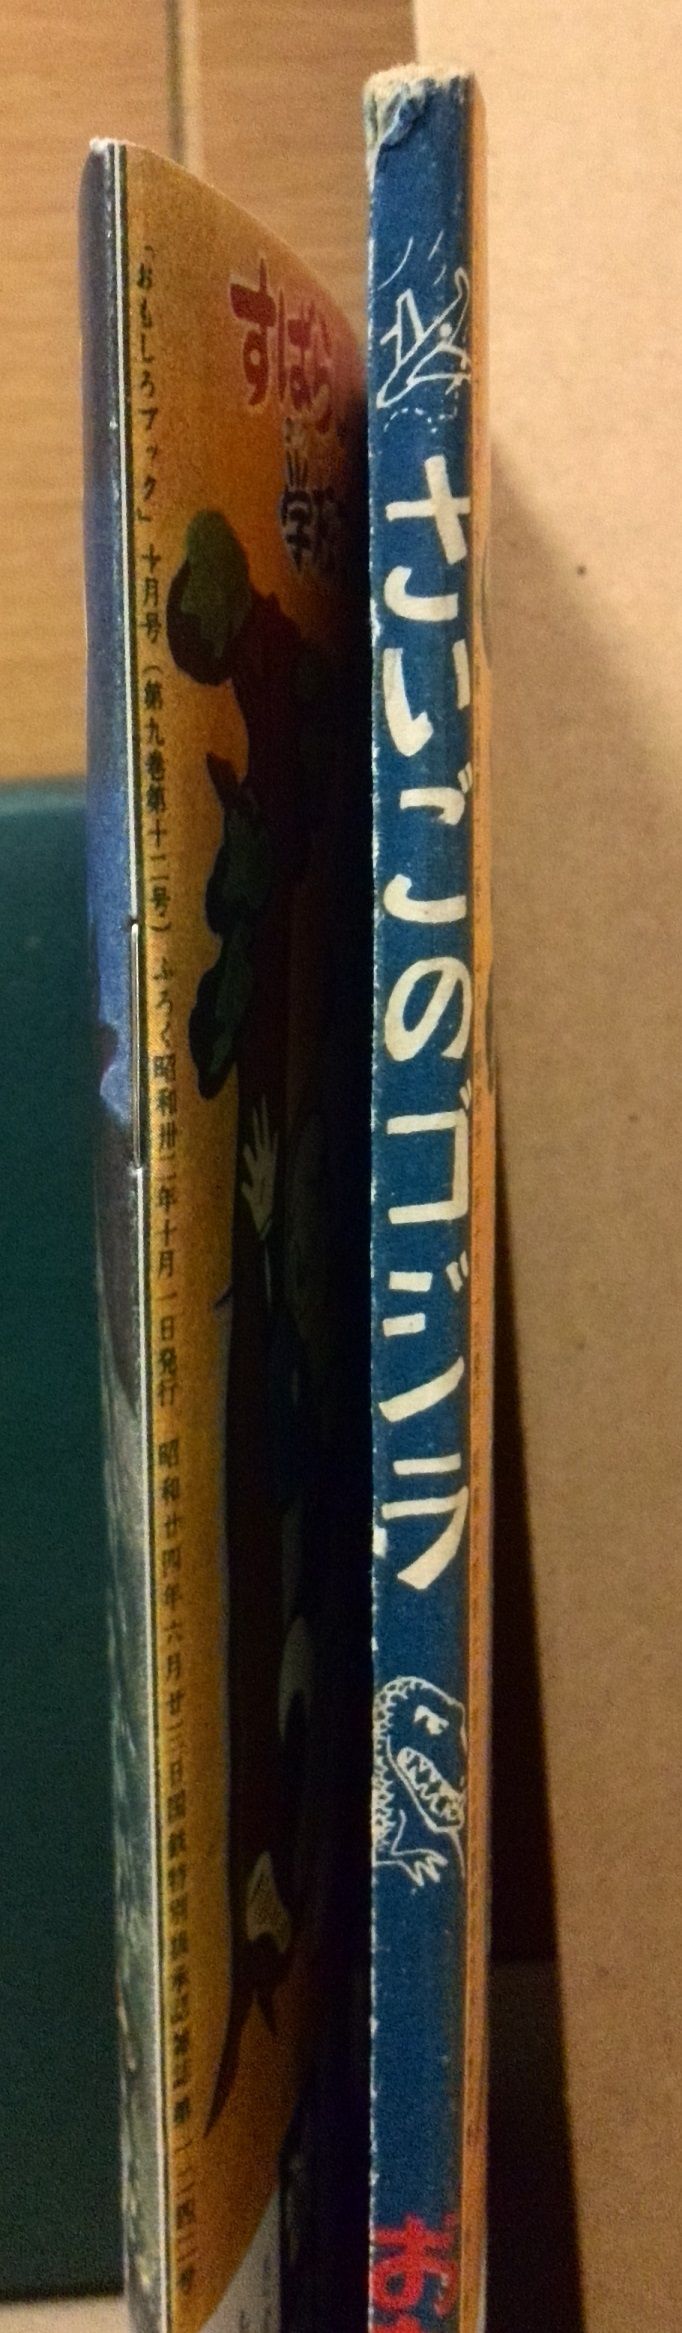 さいごのゴジラ
お
すばら
学校
「おもしろブック」十月号(第九巻第十二号)ふろく昭和卅二年十月一日発行 昭和廿四年六月廿三日国鉄特別扱承認雑誌第一二四二号